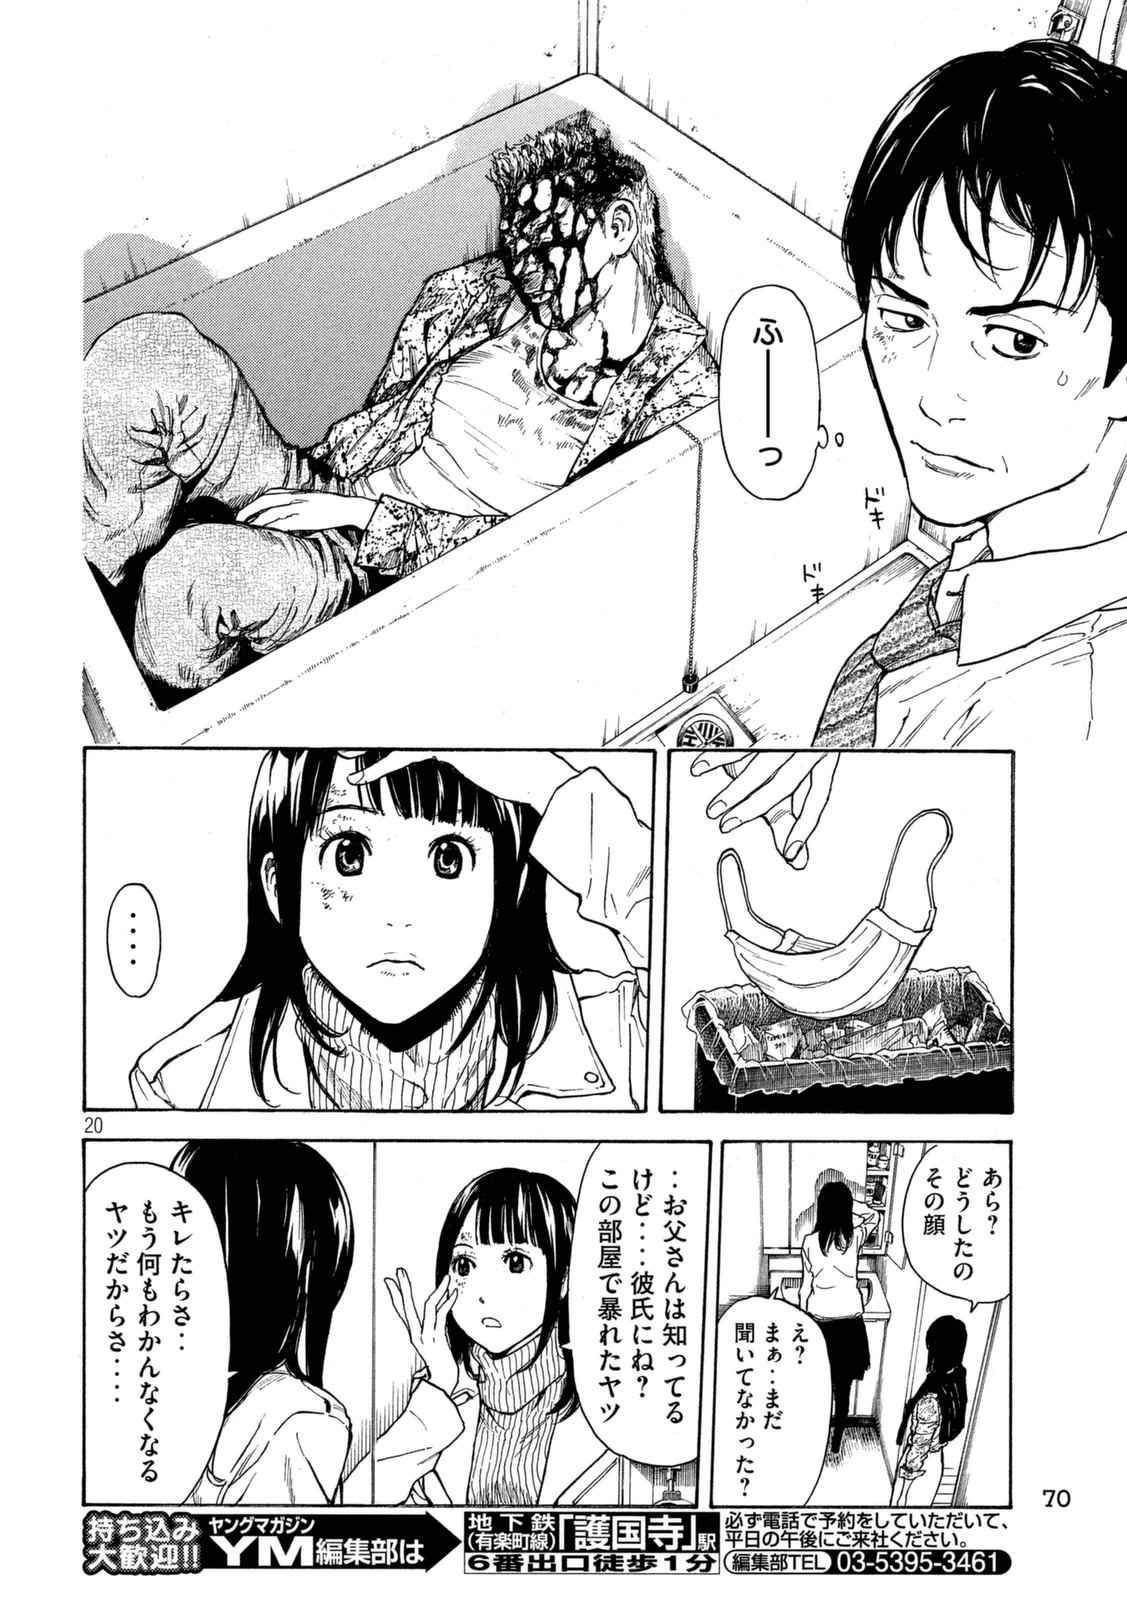 ふーーっ
ドキ
ドキ
‥‥
20
あら?
どうしたの
その顔
え?
まぁ‥まだ
聞いてなかった?
‥お父さんは知ってる
けど‥‥彼氏にね?
この部屋で暴れたヤツ
キレたらさ‥
もう何もわかんなくなる
ヤツだからさ‥‥
70
持ち込み
大歓迎!!
ヤングマガジン
YM編集部は
地下鉄
(有楽町線)
「護国寺」駅
6番出口徒歩1分
必ず電話で予約をしていただいて、
平日の午後にご来社ください。
編集部TEL 03-5395-3461